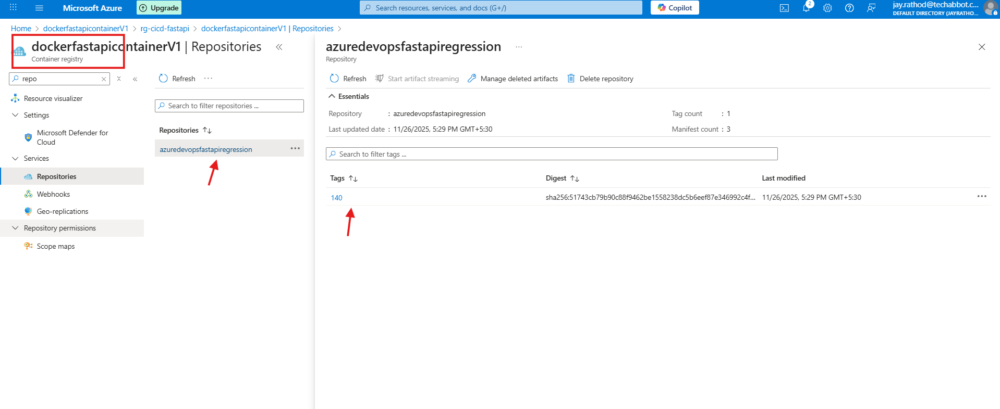 Microsoft Azure
Upgrade
Search resources, services, and docs (G+/)
Copilot
2
jay.rathod@techabbot.c...
DEFAULT DIRECTORY (JAYRATHO...
Home > dockerfastapicontainerV1 > rg-cicd-fastapi > dockerfastapicontainerV1 | Repositories >
dockerfastapicontainerV1 | Repositories
Container registry
repo
Resource visualizer
Settings
Microsoft Defender for
Cloud
Services
Repositories
Webhooks
Geo-replications
Repository permissions
Scope maps
Refresh
Search to filter repositories ...
Repositories
azuredevopsfastapiregression
azuredevopsfastapiregression
Repository
Refresh
Start artifact streaming
Manage deleted artifacts
Delete repository
Essentials
Repository : azuredevopsfastapiregression
Tag count : 1
Last updated date : 11/26/2025, 5:29 PM GMT+5:30
Manifest count : 3
Search to filter tags ...
Tags Digest Last modified
140 sha256:51743cb79b90c88f9462be1558238dc5b6eef87e346992c4f... 11/26/2025, 5:29 PM GMT+5:30